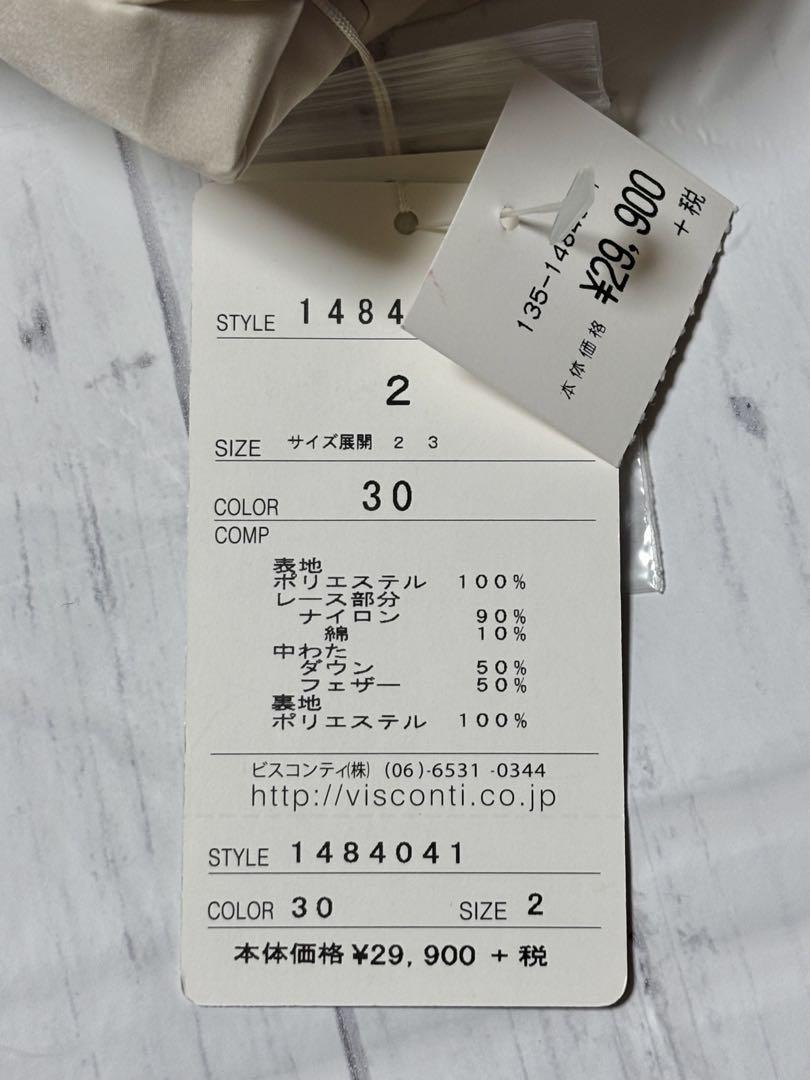 135-1484
本体価格 ¥29,900 +税
STYLE 1484
2
SIZE サイズ展開 2 3
COLOR 30
COMP
表地
ポリエステル 100%
レース部分
ナイロン 90%
綿 10%
中わた
ダウン 50%
フェザー 50%
裏地
ポリエステル 100%
ビスコンティ㈱ (06)-6531-0344
http://visconti.co.jp
STYLE 1484041
COLOR 30 SIZE 2
本体価格 ¥29,900 + 税